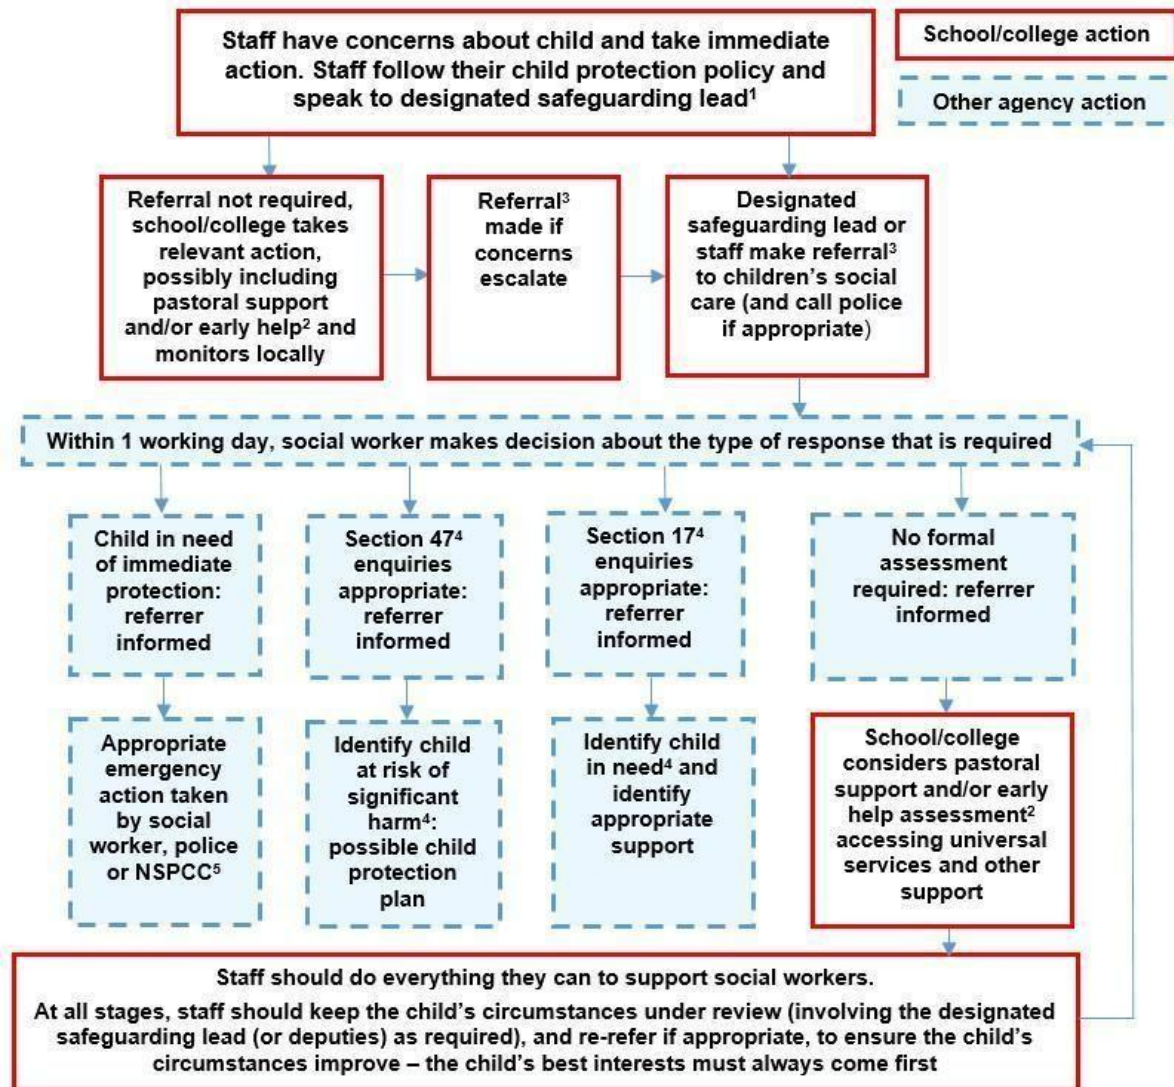 Staff have concerns about child and take immediate
action. Staff follow their child protection policy and
speak to designated safeguarding lead¹
School/college action
Other agency action
Referral not required,
school/college takes
relevant action,
possibly including
pastoral support
and/or early help² and
monitors locally
Referral³
made if
concerns
escalate
Designated
safeguarding lead or
staff make referral³
to children’s social
care (and call police
if appropriate)
Within 1 working day, social worker makes decision about the type of response that is required
Child in need
of immediate
protection:
referrer
informed
Section 47⁴
enquiries
appropriate:
referrer
informed
Section 17⁴
enquiries
appropriate:
referrer
informed
No formal
assessment
required: referrer
informed
Appropriate
emergency
action taken
by social
worker, police
or NSPCC⁵
Identify child
at risk of
significant
harm⁴:
possible child
protection
plan
Identify child
in need⁴ and
identify
appropriate
support
School/college
considers pastoral
support and/or early
help assessment²
accessing universal
services and other
support
Staff should do everything they can to support social workers.
At all stages, staff should keep the child’s circumstances under review (involving the designated
safeguarding lead (or deputies) as required), and re-refer if appropriate, to ensure the child’s
circumstances improve – the child’s best interests must always come first